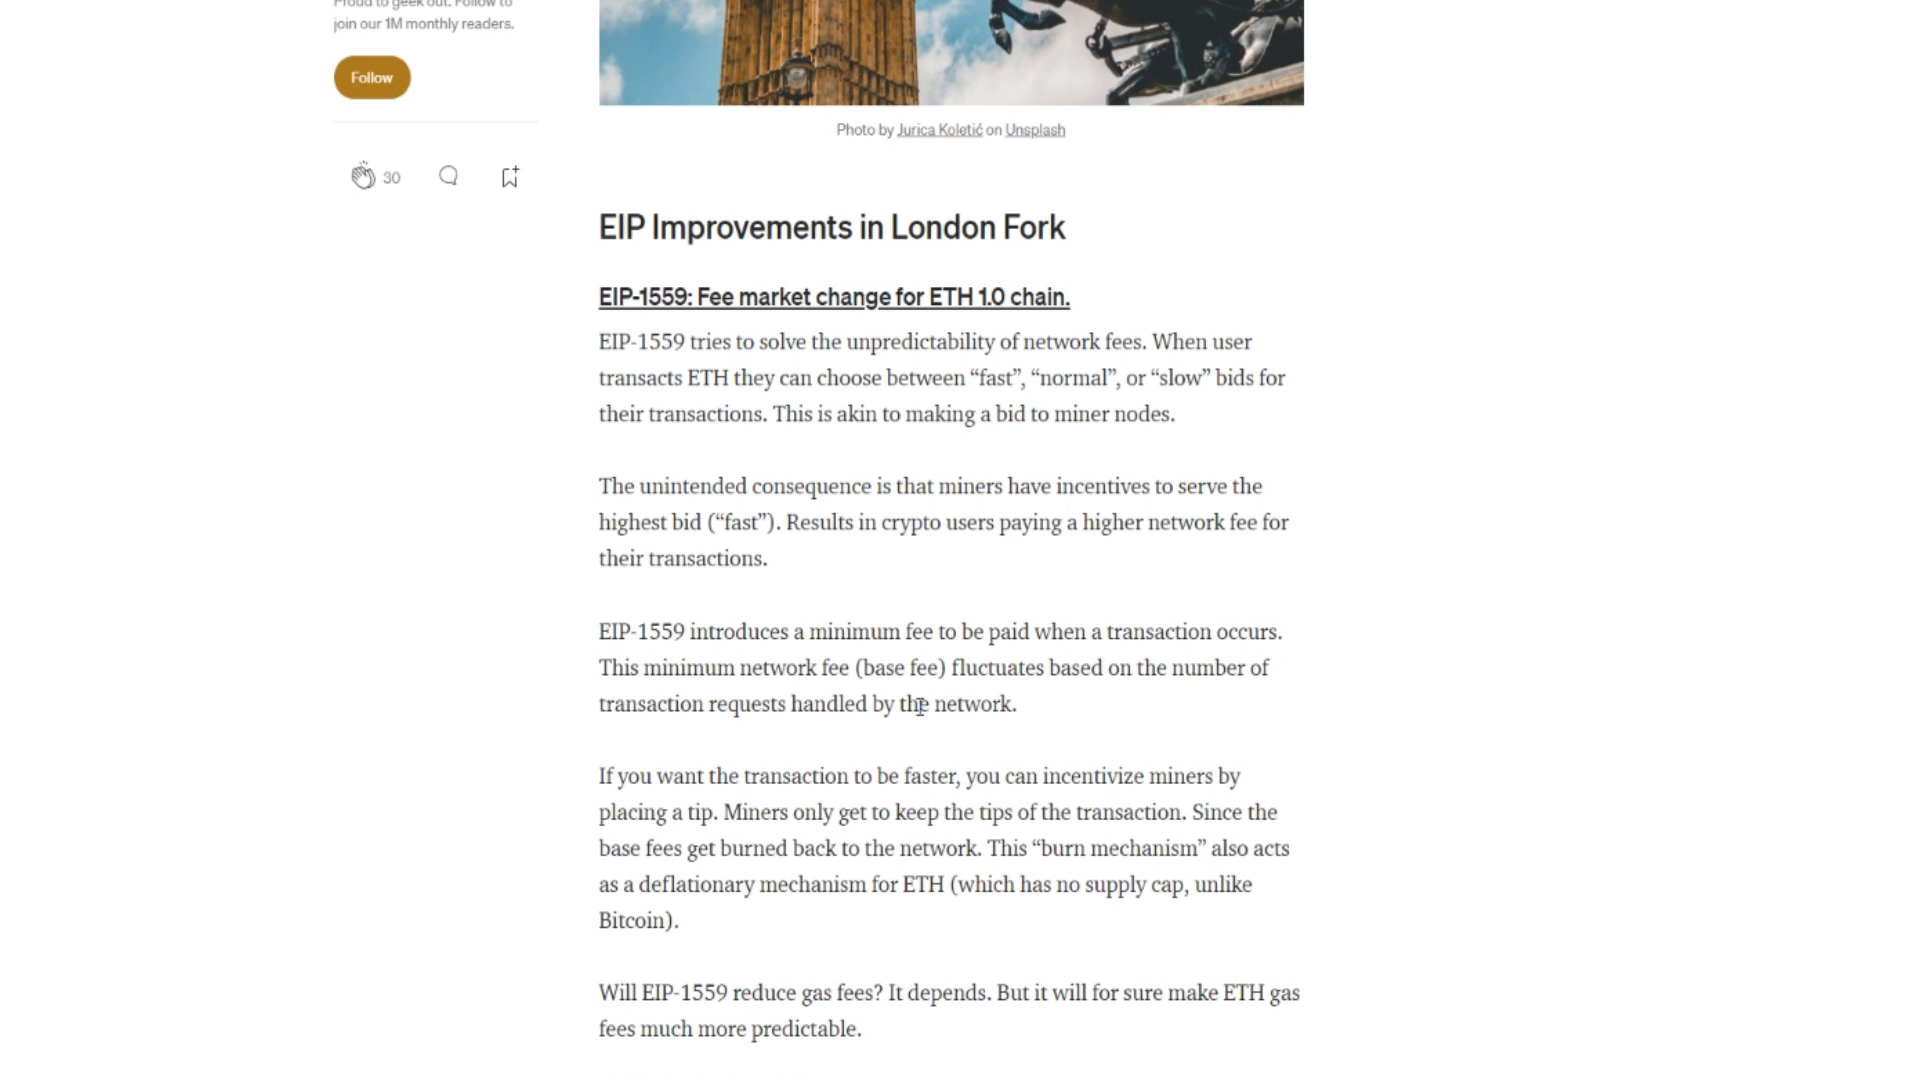 Proud to geek out. Follow to
join our 1M monthly readers.
Follow
30
Photo by Jurica Koletić on Unsplash
EIP Improvements in London Fork
EIP-1559: Fee market change for ETH 1.0 chain.
EIP-1559 tries to solve the unpredictability of network fees. When user
transacts ETH they can choose between “fast”, “normal”, or “slow” bids for
their transactions. This is akin to making a bid to miner nodes.
The unintended consequence is that miners have incentives to serve the
highest bid (“fast”). Results in crypto users paying a higher network fee for
their transactions.
EIP-1559 introduces a minimum fee to be paid when a transaction occurs.
This minimum network fee (base fee) fluctuates based on the number of
transaction requests handled by the network.
If you want the transaction to be faster, you can incentivize miners by
placing a tip. Miners only get to keep the tips of the transaction. Since the
base fees get burned back to the network. This “burn mechanism” also acts
as a deflationary mechanism for ETH (which has no supply cap, unlike
Bitcoin).
Will EIP-1559 reduce gas fees? It depends. But it will for sure make ETH gas
fees much more predictable.